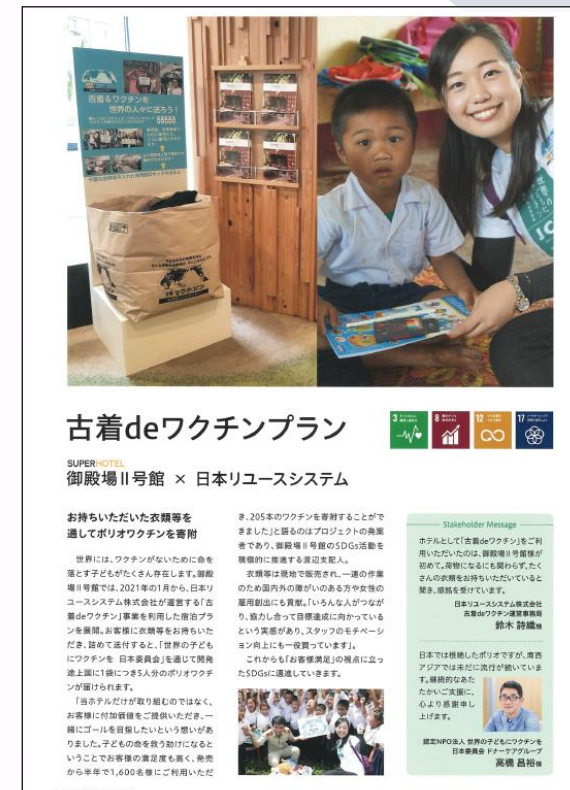 古着&ワクチンを
世界の人々に送ろう!
古着deワクチンプラン
3
8
12
17
SUPER HOTEL
御殿場Ⅱ号館 × 日本リユースシステム
お持ちいただいた衣類等を
通してポリオワクチンを寄附
世界には、ワクチンがないために命を
落とす子どもがたくさん存在します。御殿
場Ⅱ号館では、2021年の1月から、日本リ
ユースシステム株式会社が運営する「古
着deワクチン」事業を利用した宿泊プラ
ンを展開。お客様に衣類等をお持ちいた
だき、詰めて送付すると、「世界の子ども
にワクチンを 日本委員会」を通じて開発
途上国に1袋につき5人分のポリオワクチ
ンが届けられます。
「当ホテルだけが取り組むのではなく、
お客様に付加価値をご提供いただき、一
緒にゴールを目指したいという想いがあ
りました。子どもの命を救う助けになると
いうことでお客様の満足度も高く、発売
から半年で1,600名様にご利用いただ
き、205本のワクチンを寄附することがで
きました」と語るのはプロジェクトの発案
者であり、御殿場Ⅱ号館のSDGs活動を
積極的に推進する渡辺支配人。
衣類等は現地で販売され、一連の作業
のため国内外の障がいのある方や女性の
雇用創出にも貢献。「いろんな人がつなが
り、協力し合って目標達成に向かっている
という実感があり、スタッフのモチベーシ
ョン向上にも一役買っています」。
これからも「お客様満足」の視点に立っ
たSDGsに邁進していきます。
Stakeholder Message
ホテルとして「古着deワクチン」をご利
用いただいたのは、御殿場Ⅱ号館様が
初めて。荷物になるにも関わらず、たく
さんの衣類をお持ちいただいていると
聞き、感銘を受けています。
日本リユースシステム株式会社
古着deワクチン運営事務局
鈴木 詩織様
日本では根絶したポリオですが、南西
アジアでは未だに流行が続いていま
す。継続的なあた
たかいご支援に、
心より感謝申し
上げます。
認定NPO法人 世界の子どもにワクチンを
日本委員会 ドナーケアグループ
高橋 昌裕様